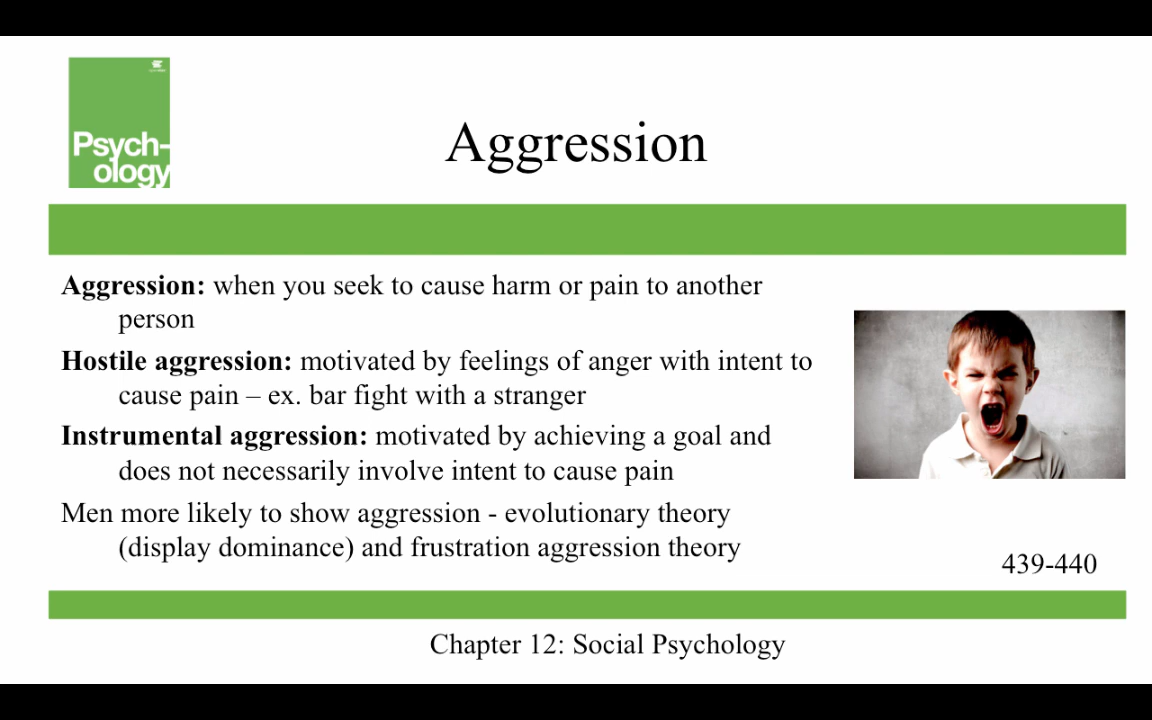 Psych-
ology
Aggression
Aggression: when you seek to cause harm or pain to another
person
Hostile aggression: motivated by feelings of anger with intent to
cause pain – ex. bar fight with a stranger
Instrumental aggression: motivated by achieving a goal and
does not necessarily involve intent to cause pain
Men more likely to show aggression - evolutionary theory
(display dominance) and frustration aggression theory
439-440
Chapter 12: Social Psychology